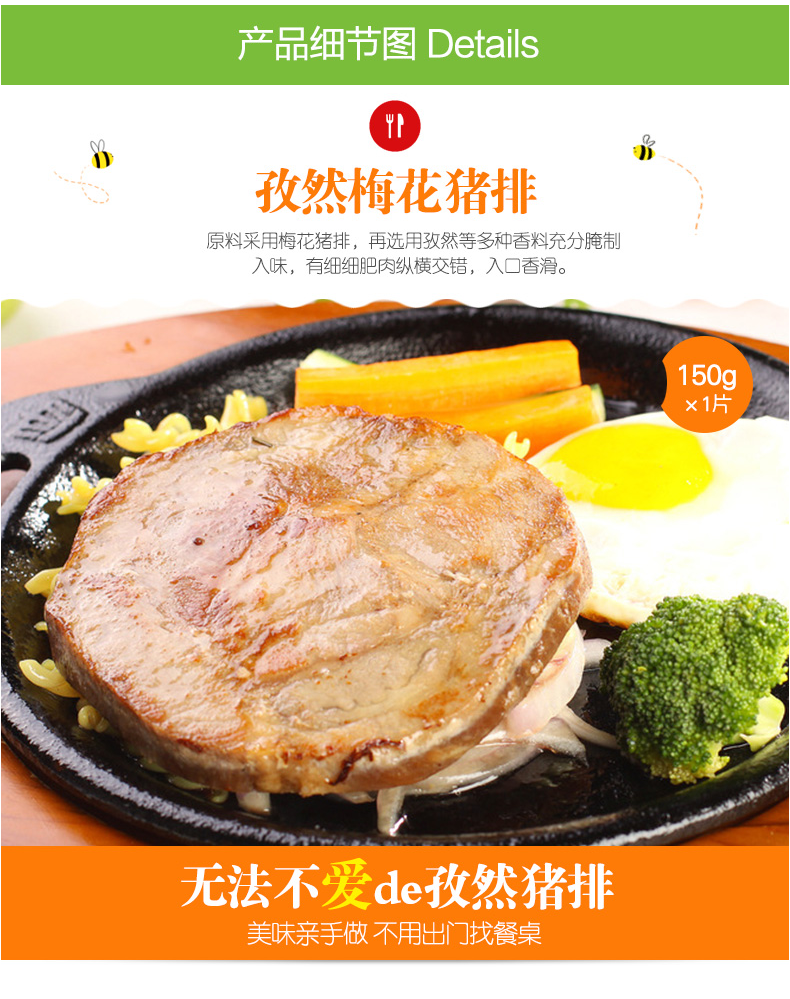 产品细节图 Details
孜然梅花猪排
原料采用梅花猪排，再选用孜然等多种香料充分腌制
入味，有细细肥肉纵横交错，入口香滑。
150g
×1片
无法不爱de孜然猪排
美味亲手做 不用出门找餐桌